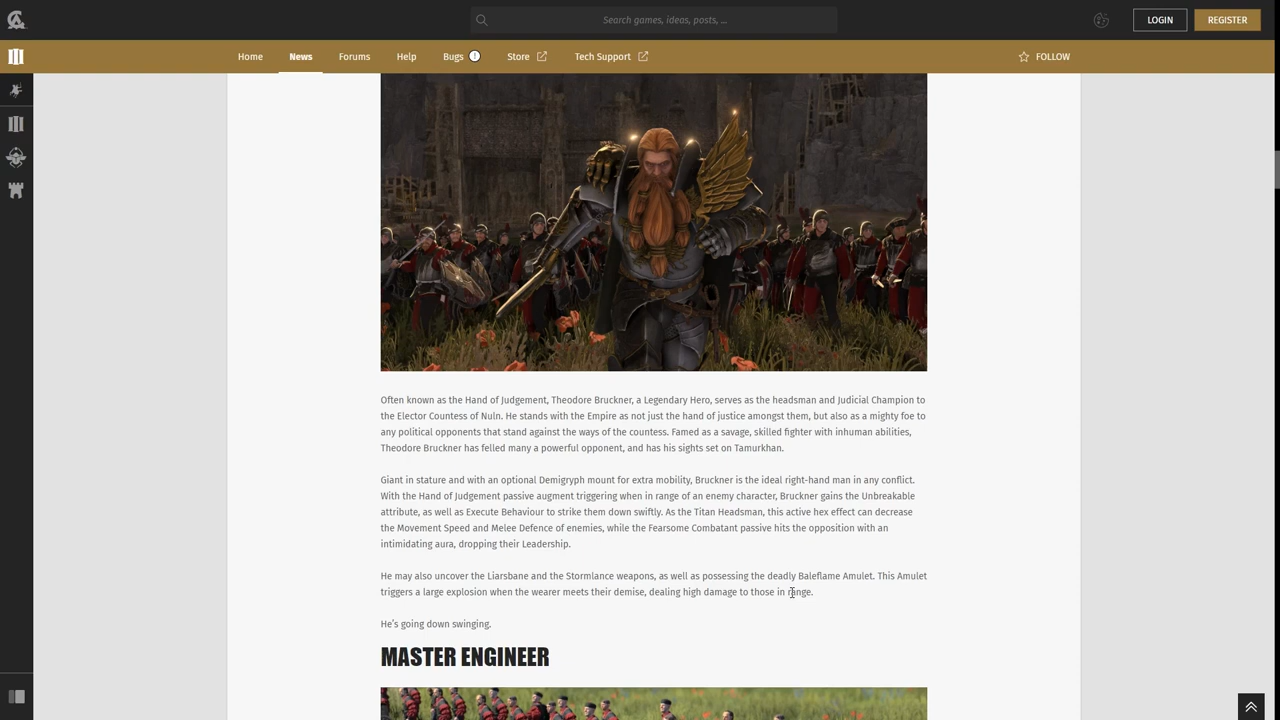 Search games, ideas, posts, ...
LOGIN
REGISTER
Home
News
Forums
Help
Bugs
Store
Tech Support
FOLLOW
Often known as the Hand of Judgement, Theodore Bruckner, a Legendary Hero, serves as the headsman and Judicial Champion to
the Elector Countess of Nuln. He stands with the Empire as not just the hand of justice amongst them, but also as a mighty foe to
any political opponents that stand against the ways of the countess. Famed as a savage, skilled fighter with inhuman abilities,
Theodore Bruckner has felled many a powerful opponent, and has his sights set on Tamurkhan.
Giant in stature and with an optional Demigryph mount for extra mobility, Bruckner is the ideal right-hand man in any conflict.
With the Hand of Judgement passive augment triggering when in range of an enemy character, Bruckner gains the Unbreakable
attribute, as well as Execute Behaviour to strike them down swiftly. As the Titan Headsman, this active hex effect can decrease
the Movement Speed and Melee Defence of enemies, while the Fearsome Combatant passive hits the opposition with an
intimidating aura, dropping their Leadership.
He may also uncover the Liarsbane and the Stormlance weapons, as well as possessing the deadly Baleflame Amulet. This Amulet
triggers a large explosion when the wearer meets their demise, dealing high damage to those in range.
He's going down swinging.
MASTER ENGINEER